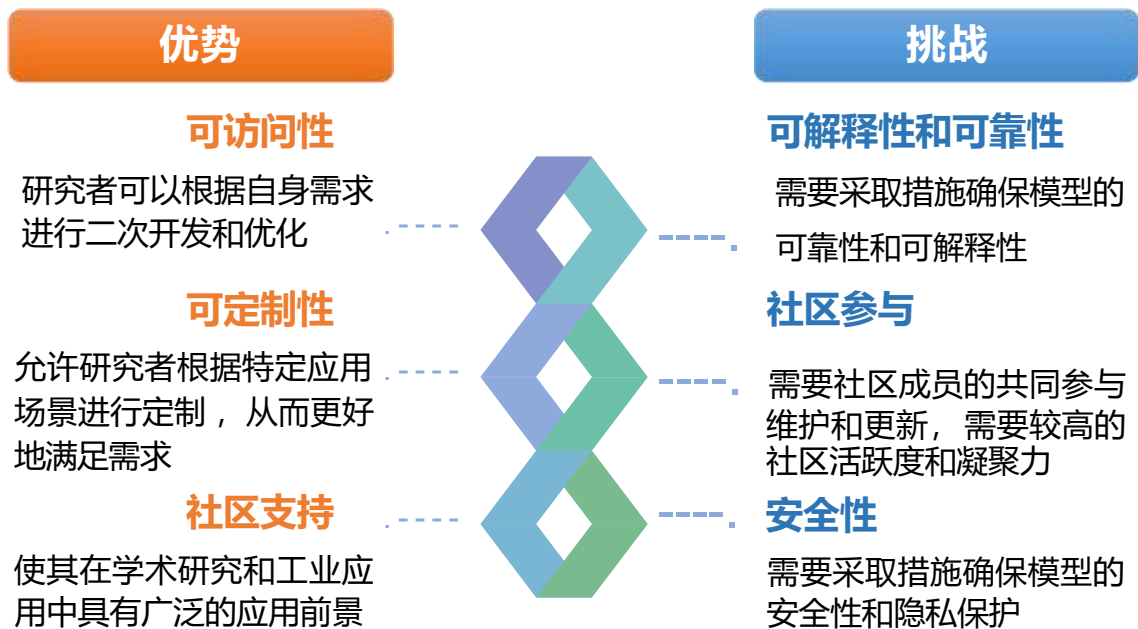 优势
可访问性
研究者可以根据自身需求
进行二次开发和优化
可定制性
允许研究者根据特定应用
场景进行定制，从而更好
地满足需求
社区支持
使其在学术研究和工业应
用中具有广泛的应用前景
挑战
可解释性和可靠性
需要采取措施确保模型的
可靠性和可解释性
社区参与
需要社区成员的共同参与
维护和更新，需要较高的
社区活跃度和凝聚力
安全性
需要采取措施确保模型的
安全性和隐私保护